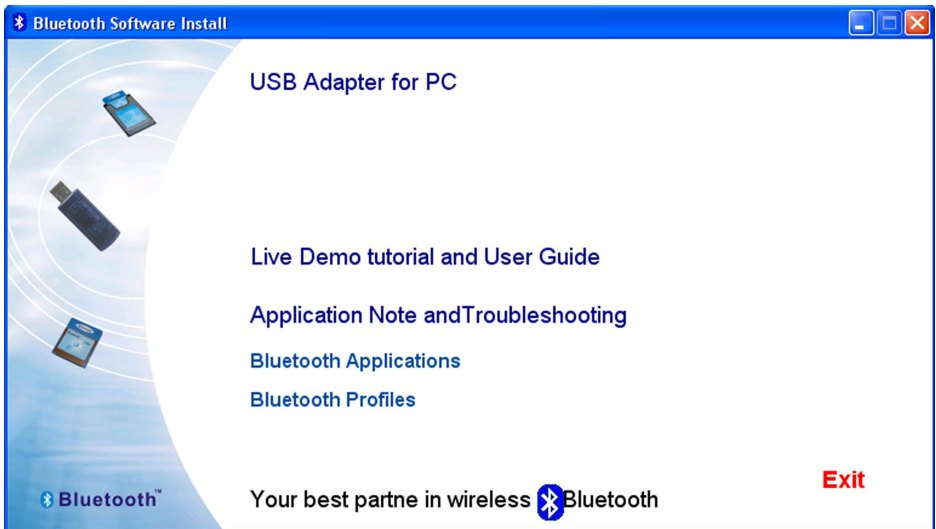 Bluetooth Software Install
USB Adapter for PC
Live Demo tutorial and User Guide
Application Note andTroubleshooting
Bluetooth Applications
Bluetooth Profiles
Exit
Bluetooth™
Your best partne in wireless Bluetooth